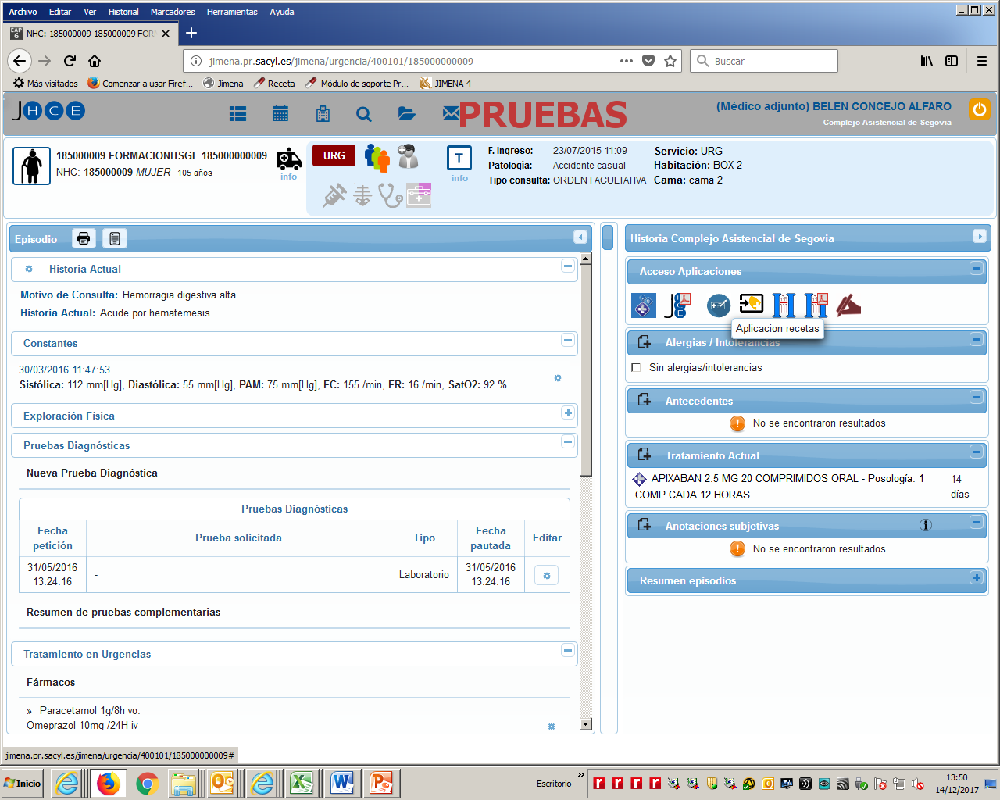 Archivo Editar Ver Historial Marcadores Herramientas Ayuda
EAP 6 NHC: 185000009 185000009 FOR
jimena.pr.sacyl.es/jimena/urgencia/400101/185000000009
Buscar
Más visitados Comenzar a usar Firef... Jimena Receta Módulo de soporte Pr... JIMENA 4
JHCE
PRUEBAS
(Médico adjunto) BELEN CONCEJO ALFARO
Complejo Asistencial de Segovia
185000009 FORMACIONHSGE 185000000009
NHC: 185000009 MUJER 105 años
info
URG
T
info
F. Ingreso: 23/07/2015 11:09
Patología: Accidente casual
Tipo consulta: ORDEN FACULTATIVA
Servicio: URG
Habitación: BOX 2
Cama: cama 2
Episodio
Historia Actual
Motivo de Consulta: Hemorragia digestiva alta
Historia Actual: Acude por hematemesis
Constantes
30/03/2016 11:47:53
Sistólica: 112 mm[Hg], Diastólica: 55 mm[Hg], PAM: 75 mm[Hg], FC: 155 /min, FR: 16 /min, SatO2: 92 % ...
Exploración Física
Pruebas Diagnósticas
Nueva Prueba Diagnóstica
Pruebas Diagnósticas
Fecha petición Prueba solicitada Tipo Fecha pautada Editar
31/05/2016 13:24:16 - Laboratorio 31/05/2016 13:24:16
Resumen de pruebas complementarias
Tratamiento en Urgencias
Fármacos
» Paracetamol 1g/8h vo.
Omeprazol 10mg /24H iv
Historia Complejo Asistencial de Segovia
Acceso Aplicaciones
Aplicacion recetas
Alergias / Intolerancias
Sin alergias/intolerancias
Antecedentes
No se encontraron resultados
Tratamiento Actual
APIXABAN 2.5 MG 20 COMPRIMIDOS ORAL - Posología: 1
COMP CADA 12 HORAS.
14
días
Anotaciones subjetivas
No se encontraron resultados
Resumen episodios
jimena.pr.sacyl.es/jimena/urgencia/400101/185000000009#
Inicio
Escritorio »
13:50
14/12/2017